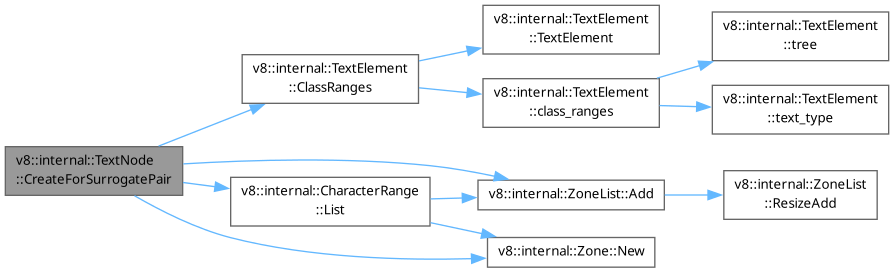 v8::internal::TextNode
::CreateForSurrogatePair
v8::internal::TextElement
::ClassRanges
v8::internal::TextElement
::TextElement
v8::internal::TextElement
::class_ranges
v8::internal::TextElement
::tree
v8::internal::TextElement
::text_type
v8::internal::CharacterRange
::List
v8::internal::ZoneList::Add
v8::internal::ZoneList
::ResizeAdd
v8::internal::Zone::New